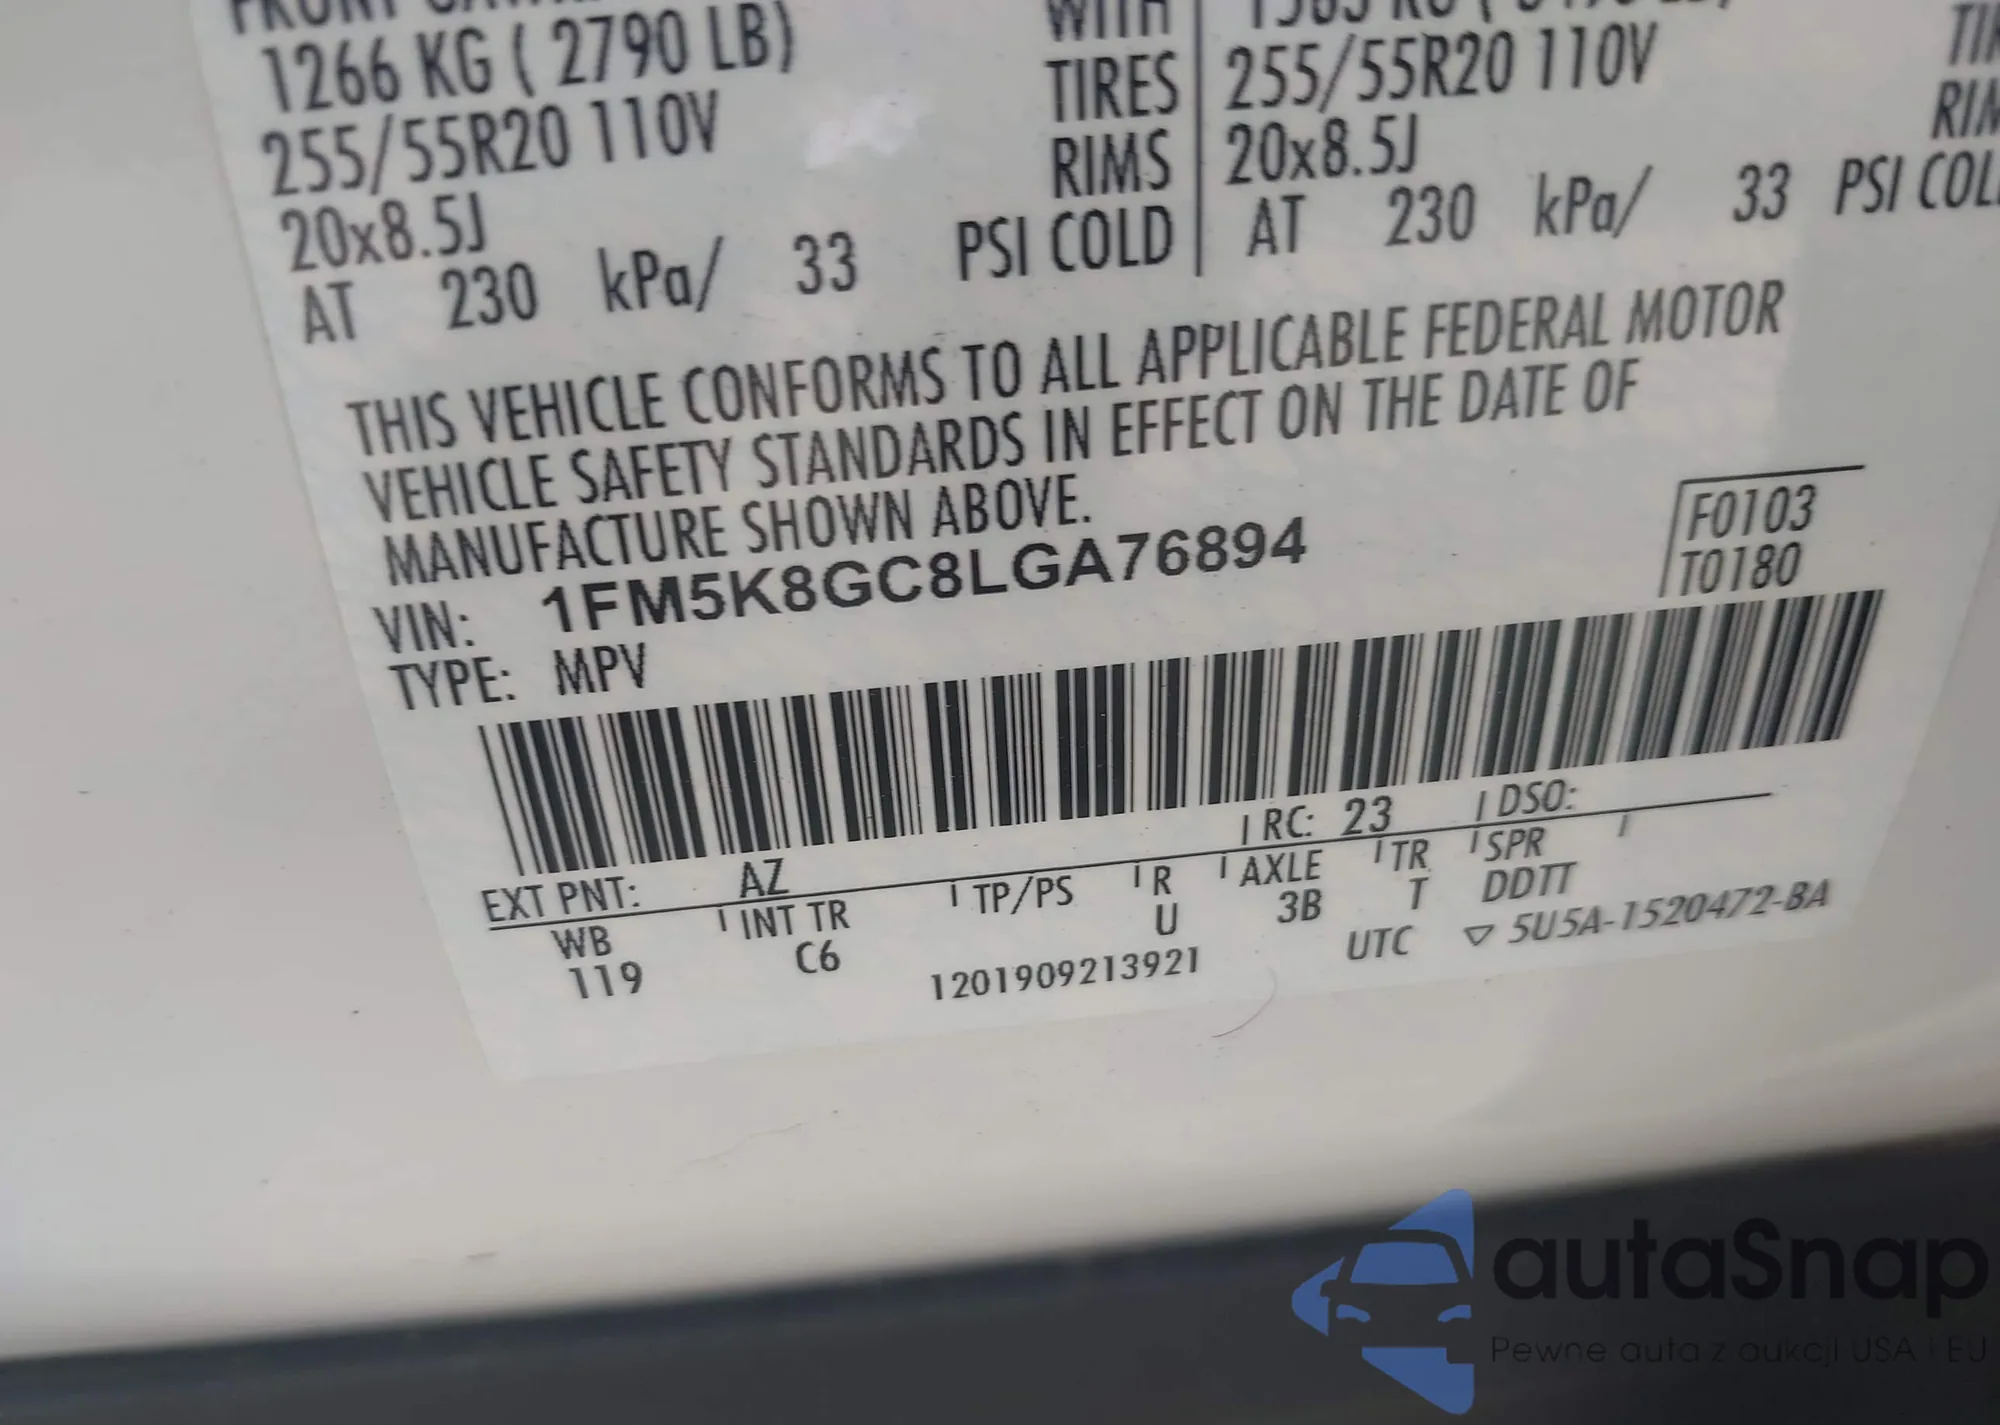 FRONT
1266 KG ( 2790 LB) WITH
255/55R20 110V TIRES 255/55R20 110V
20x8.5J RIMS 20x8.5J RIM
AT 230 kPa/ 33 PSI COLD AT 230 kPa/ 33 PSI COL
THIS VEHICLE CONFORMS TO ALL APPLICABLE FEDERAL MOTOR
VEHICLE SAFETY STANDARDS IN EFFECT ON THE DATE OF
MANUFACTURE SHOWN ABOVE.
F0103
VIN: 1FM5K8GC8LGA76894
T0180
TYPE: MPV
EXT PNT: AZ RC: 23 DSO:
WB INT TR TP/PS R AXLE TR SPR
119 C6 U 3B T DDTT
1201909213921 UTC ▽ 5U5A-1520472-BA
autaSnap
Pewne auta z aukcji USA i EU